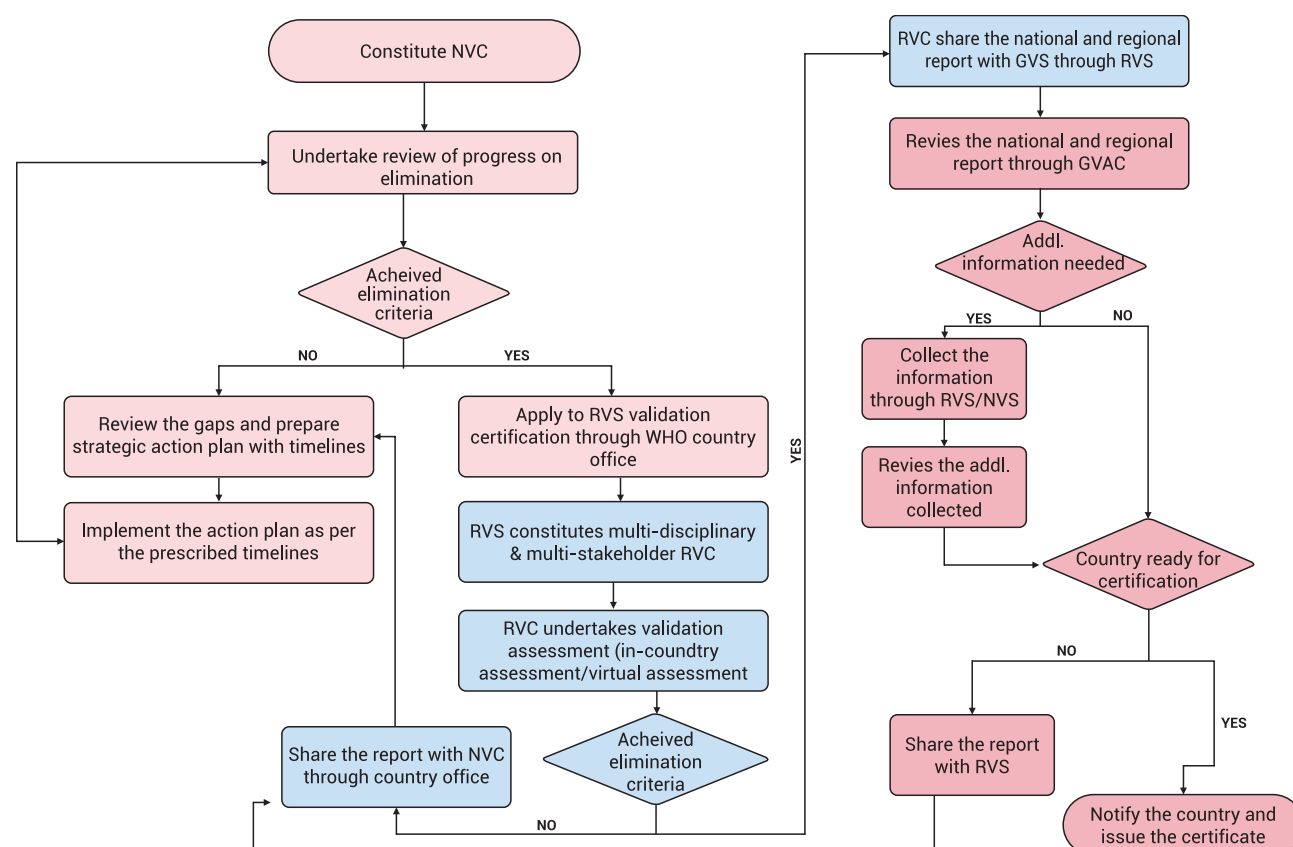 Constitute NVC
Undertake review of progress on
elimination
Acheived
elimination
criteria
NO
YES
Review the gaps and prepare
strategic action plan with timelines
Implement the action plan as per
the prescribed timelines
Apply to RVS validation
certification through WHO country
office
RVS constitutes multi-disciplinary
& multi-stakeholder RVC
RVC undertakes validation
assessment (in-coundtry
assessment/virtual assessment
Acheived
elimination
criteria
NO
Share the report with NVC
through country office
YES
RVC share the national and regional
report with GVS through RVS
Revies the national and regional
report through GVAC
Addl.
information needed
YES
NO
Collect the
information
through RVS/NVS
Revies the addl.
information
collected
Country ready for
certification
NO
YES
Share the report
with RVS
Notify the country and
issue the certificate